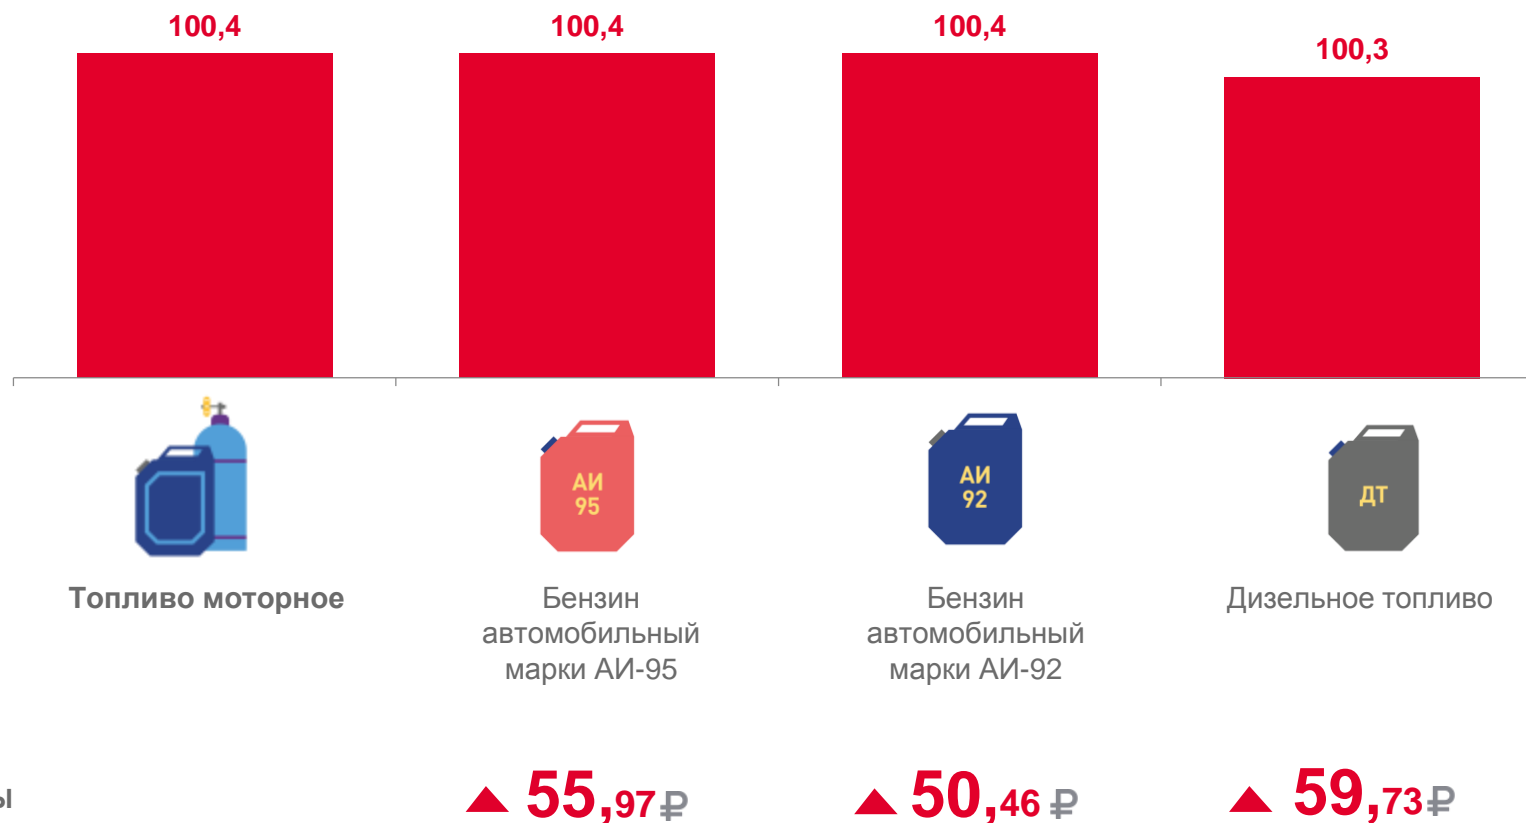 100,4
100,4
100,4
100,3
АИ
95
АИ
92
ДТ
Топливо моторное
Бензин
автомобильный
марки АИ-95
Бензин
автомобильный
марки АИ-92
Дизельное топливо
ы
55,97 ₽
50,46 ₽
59,73 ₽